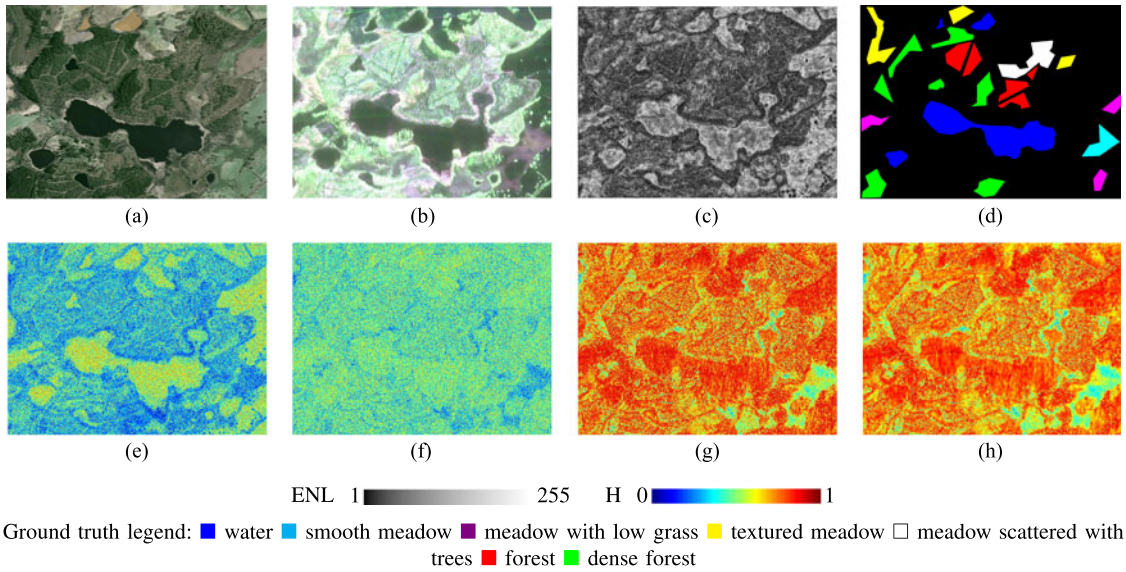 (a) (b) (c) (d)
(e) (f) (g) (h)
ENL 1 255 H 0 1
Ground truth legend: water smooth meadow meadow with low grass textured meadow meadow scattered with
trees forest dense forest